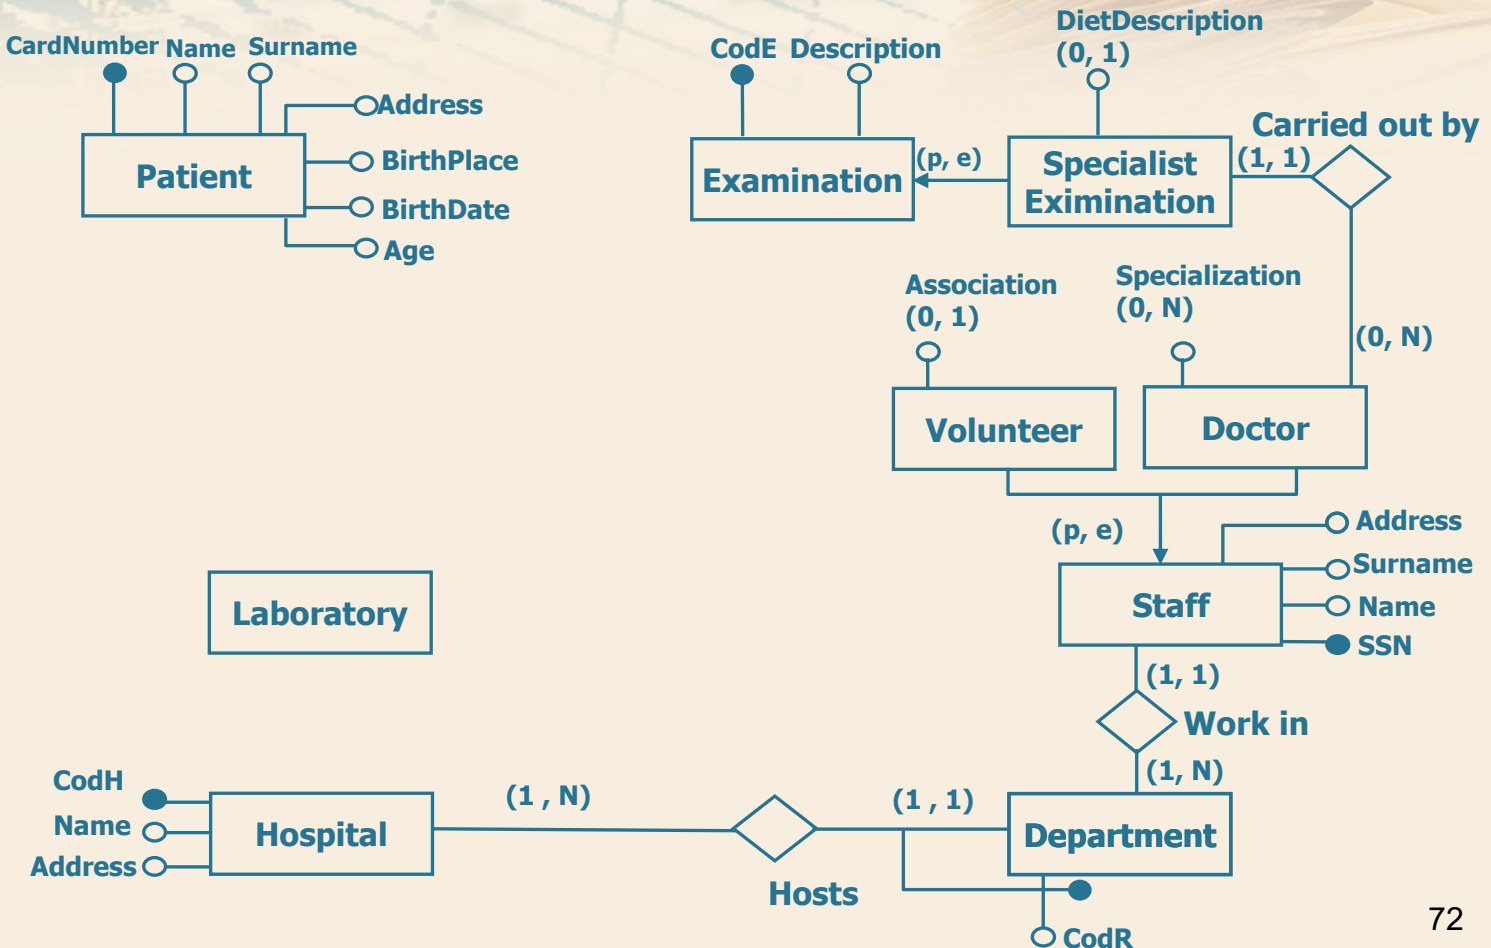 DietDescription
(0, 1)
CardNumber Name Surname
CodE Description
Address
Carried out by
Patient
BirthPlace
BirthDate
Age
Examination
(p, e)
Specialist
Eximination
(1, 1)
Association
(0, 1)
Specialization
(0, N)
(0, N)
Volunteer
Doctor
(p, e)
Address
Surname
Name
SSN
Staff
Laboratory
(1, 1)
Work in
(1, N)
CodH
Name
Address
Hospital
(1 , N)
Hosts
(1 , 1)
Department
CodR
72